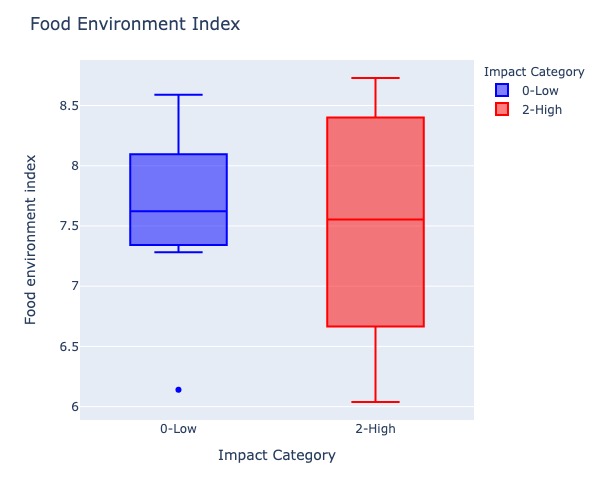 Food Environment Index
Impact Category
0-Low
2-High
Food environment index
8.5
8
7.5
7
6.5
6
0-Low
2-High
Impact Category